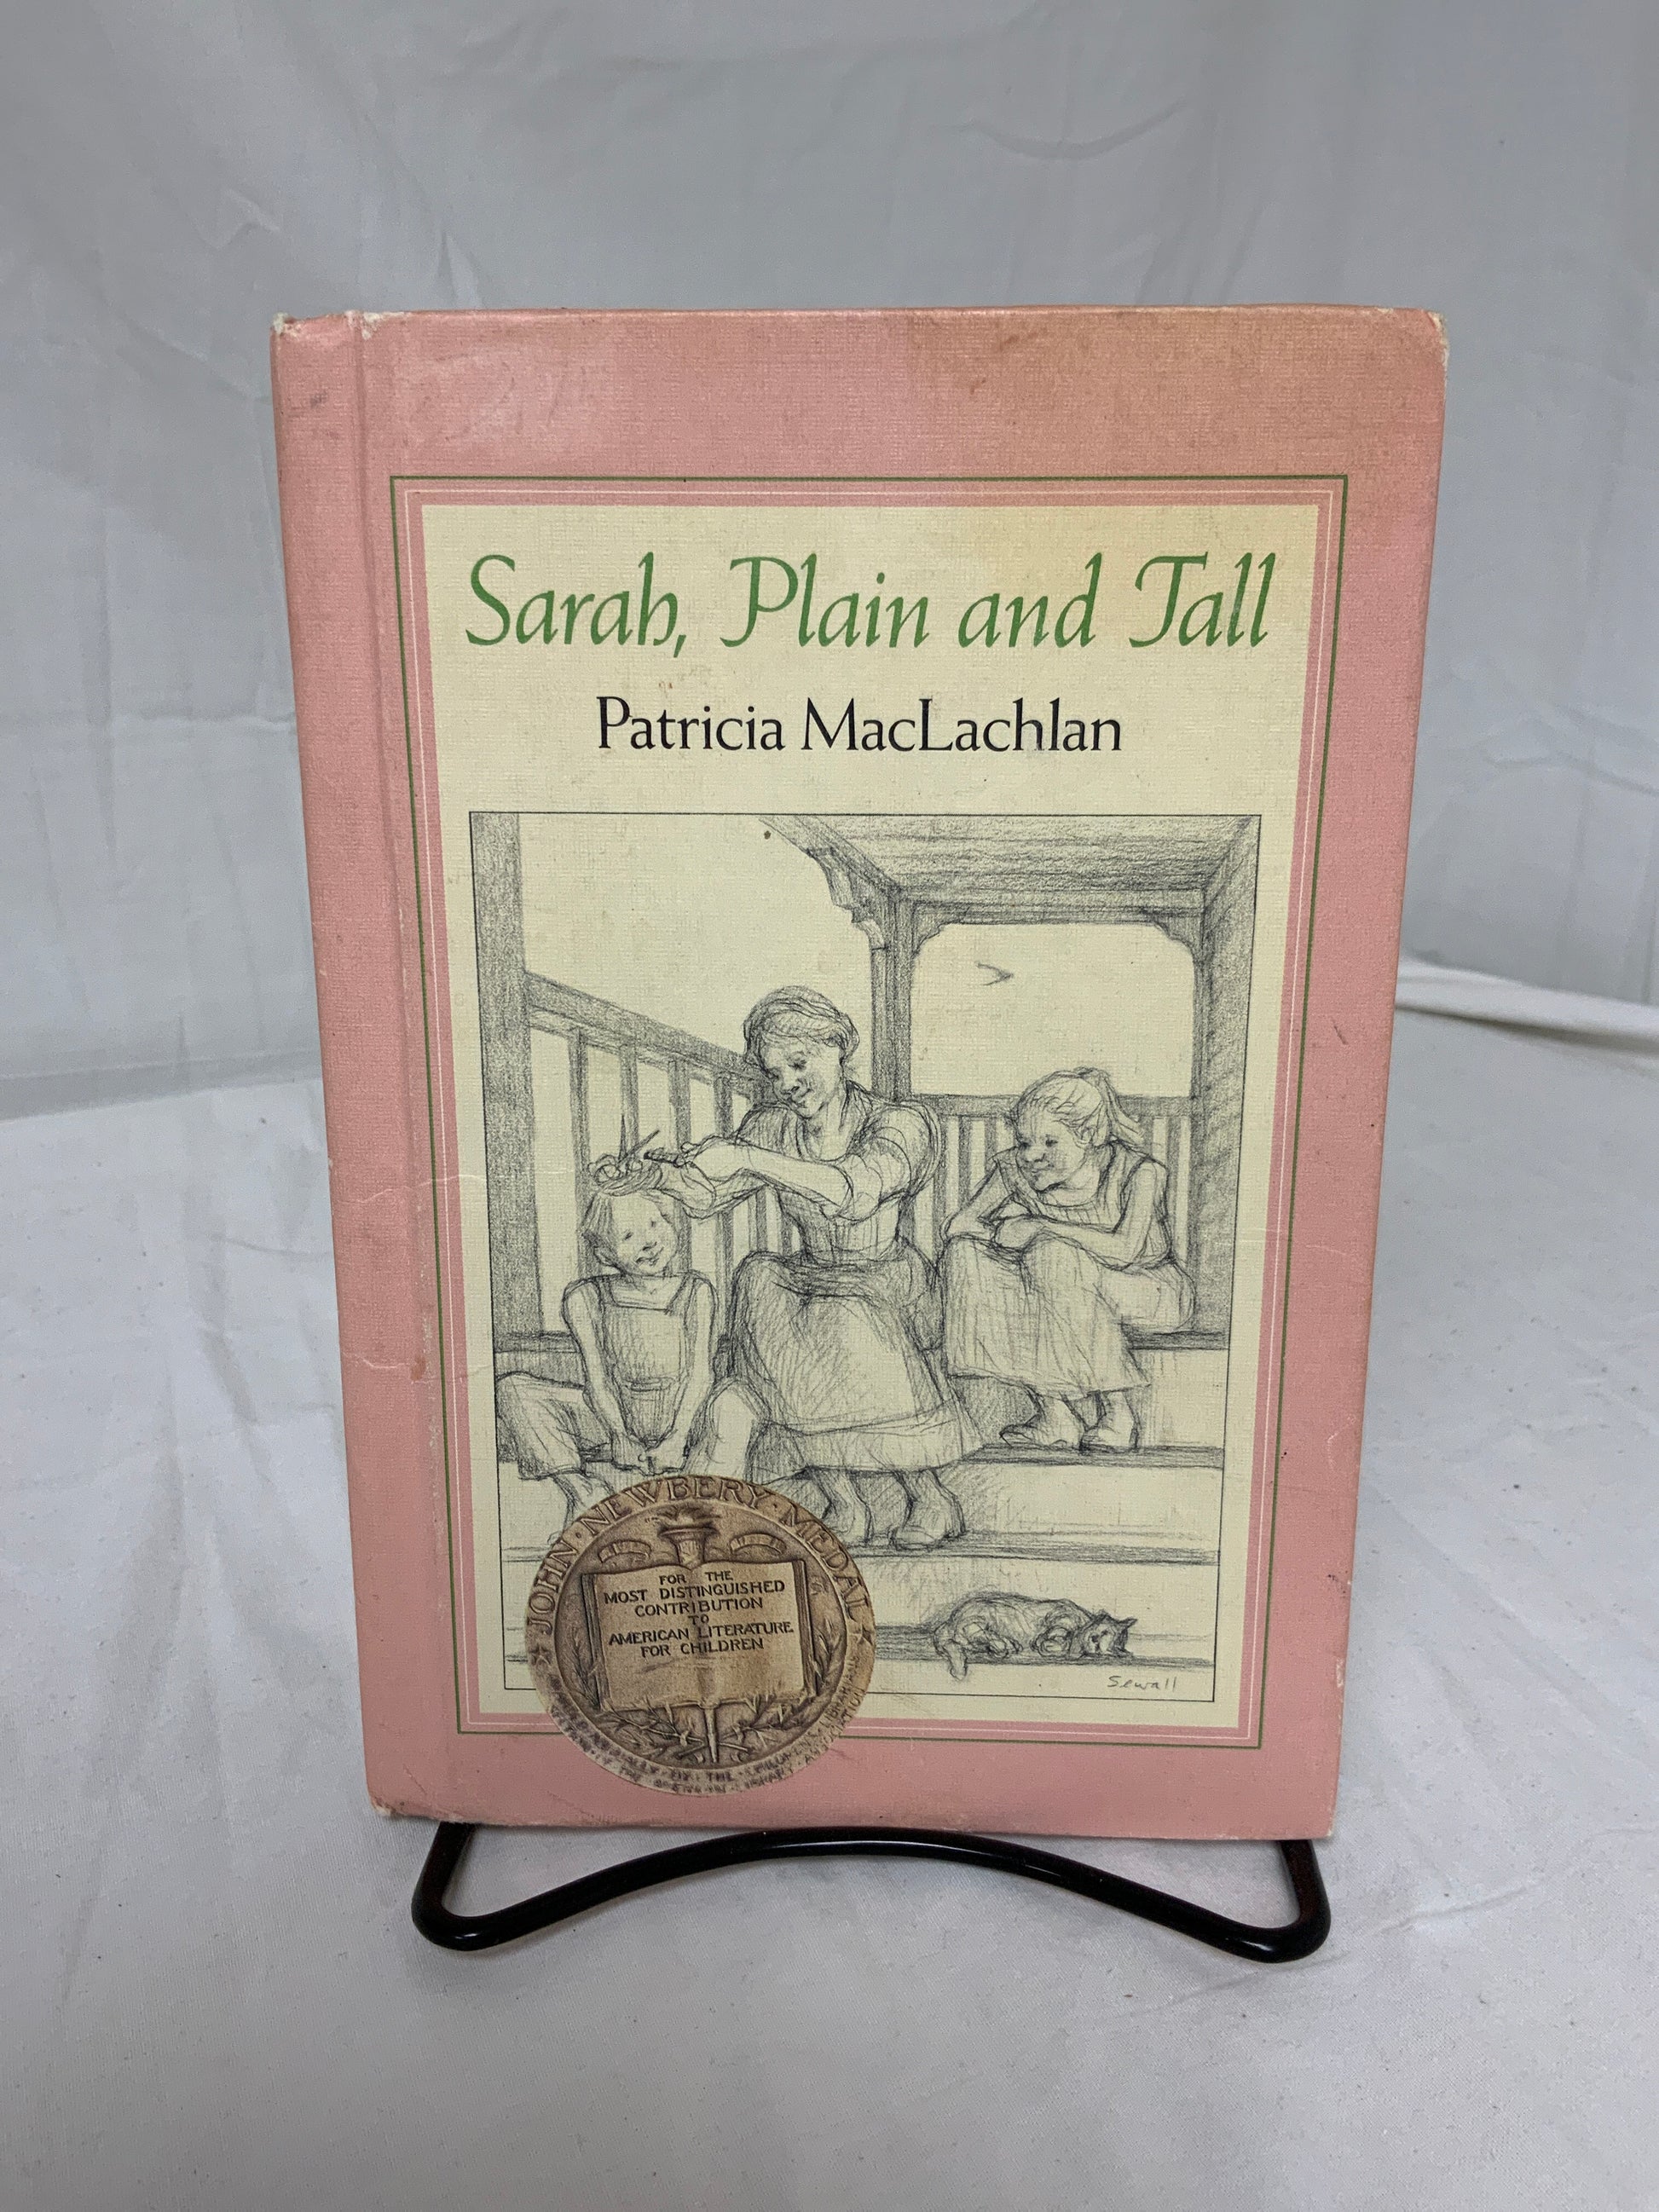 Sarah, Plain and Tall
Patricia MacLachlan
Sewall
JOHN · NEWBERY · MEDAL
FOR THE
MOST DISTINGUISHED
CONTRIBUTION
TO
AMERICAN LITERATURE
FOR CHILDREN